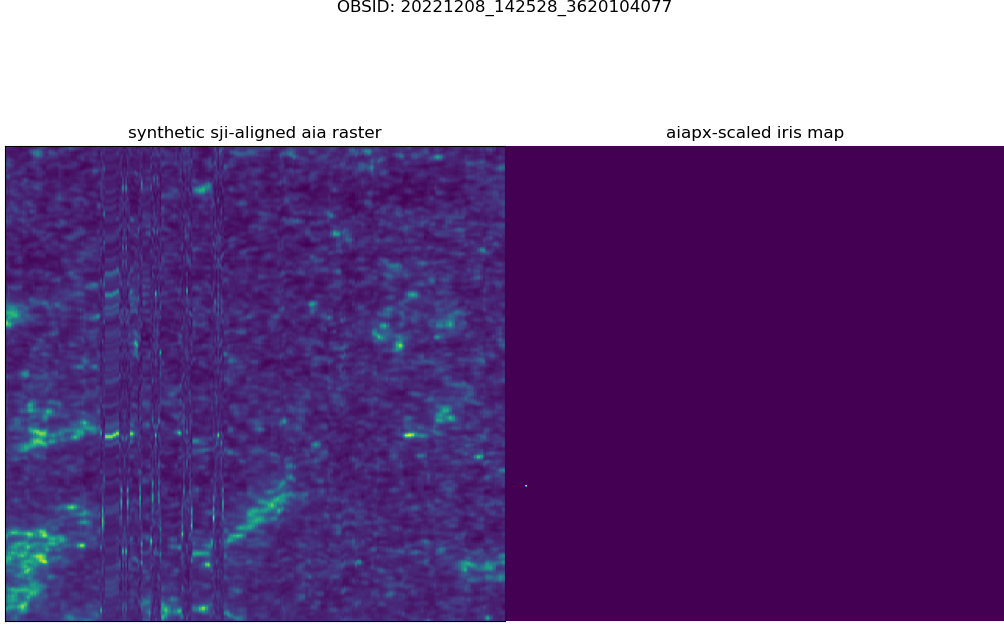 OBSID: 20221208_142528_3620104077
synthetic sji-aligned aia raster
aiapx-scaled iris map